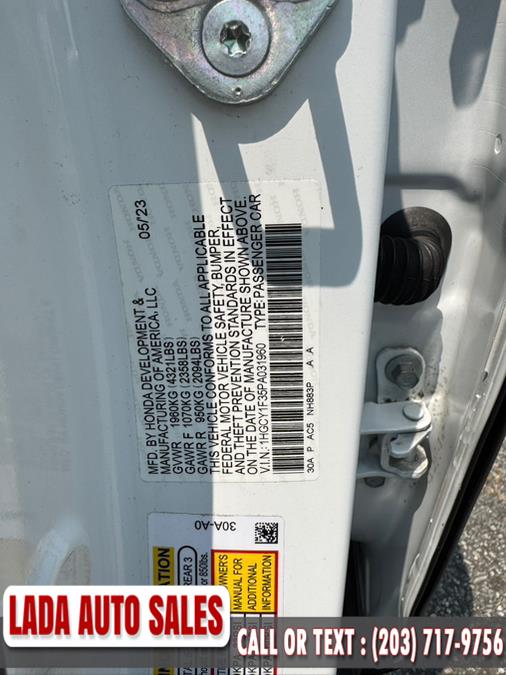 MFD. BY HONDA DEVELOPMENT &
MANUFACTURING OF AMERICA, LLC 05/'23
GVWR 1960KG (4321LBS)
GAWR F 1070KG (2358LBS)
GAWR R 950KG (2094LBS)
THIS VEHICLE CONFORMS TO ALL APPLICABLE
FEDERAL MOTOR VEHICLE SAFETY, BUMPER,
AND THEFT PREVENTION STANDARDS IN EFFECT
ON THE DATE OF MANUFACTURE SHOWN ABOVE.
V.I.N.: 1HGCY1F35PA031960 TYPE:PASSENGER CAR
30A P AC5 NH883P A A
30A-A0
REAR 3
or 850lbs.
OWNER'S
MANUAL FOR
ADDITIONAL
INFORMATION
LADA AUTO SALES
CALL OR TEXT : (203) 717-9756